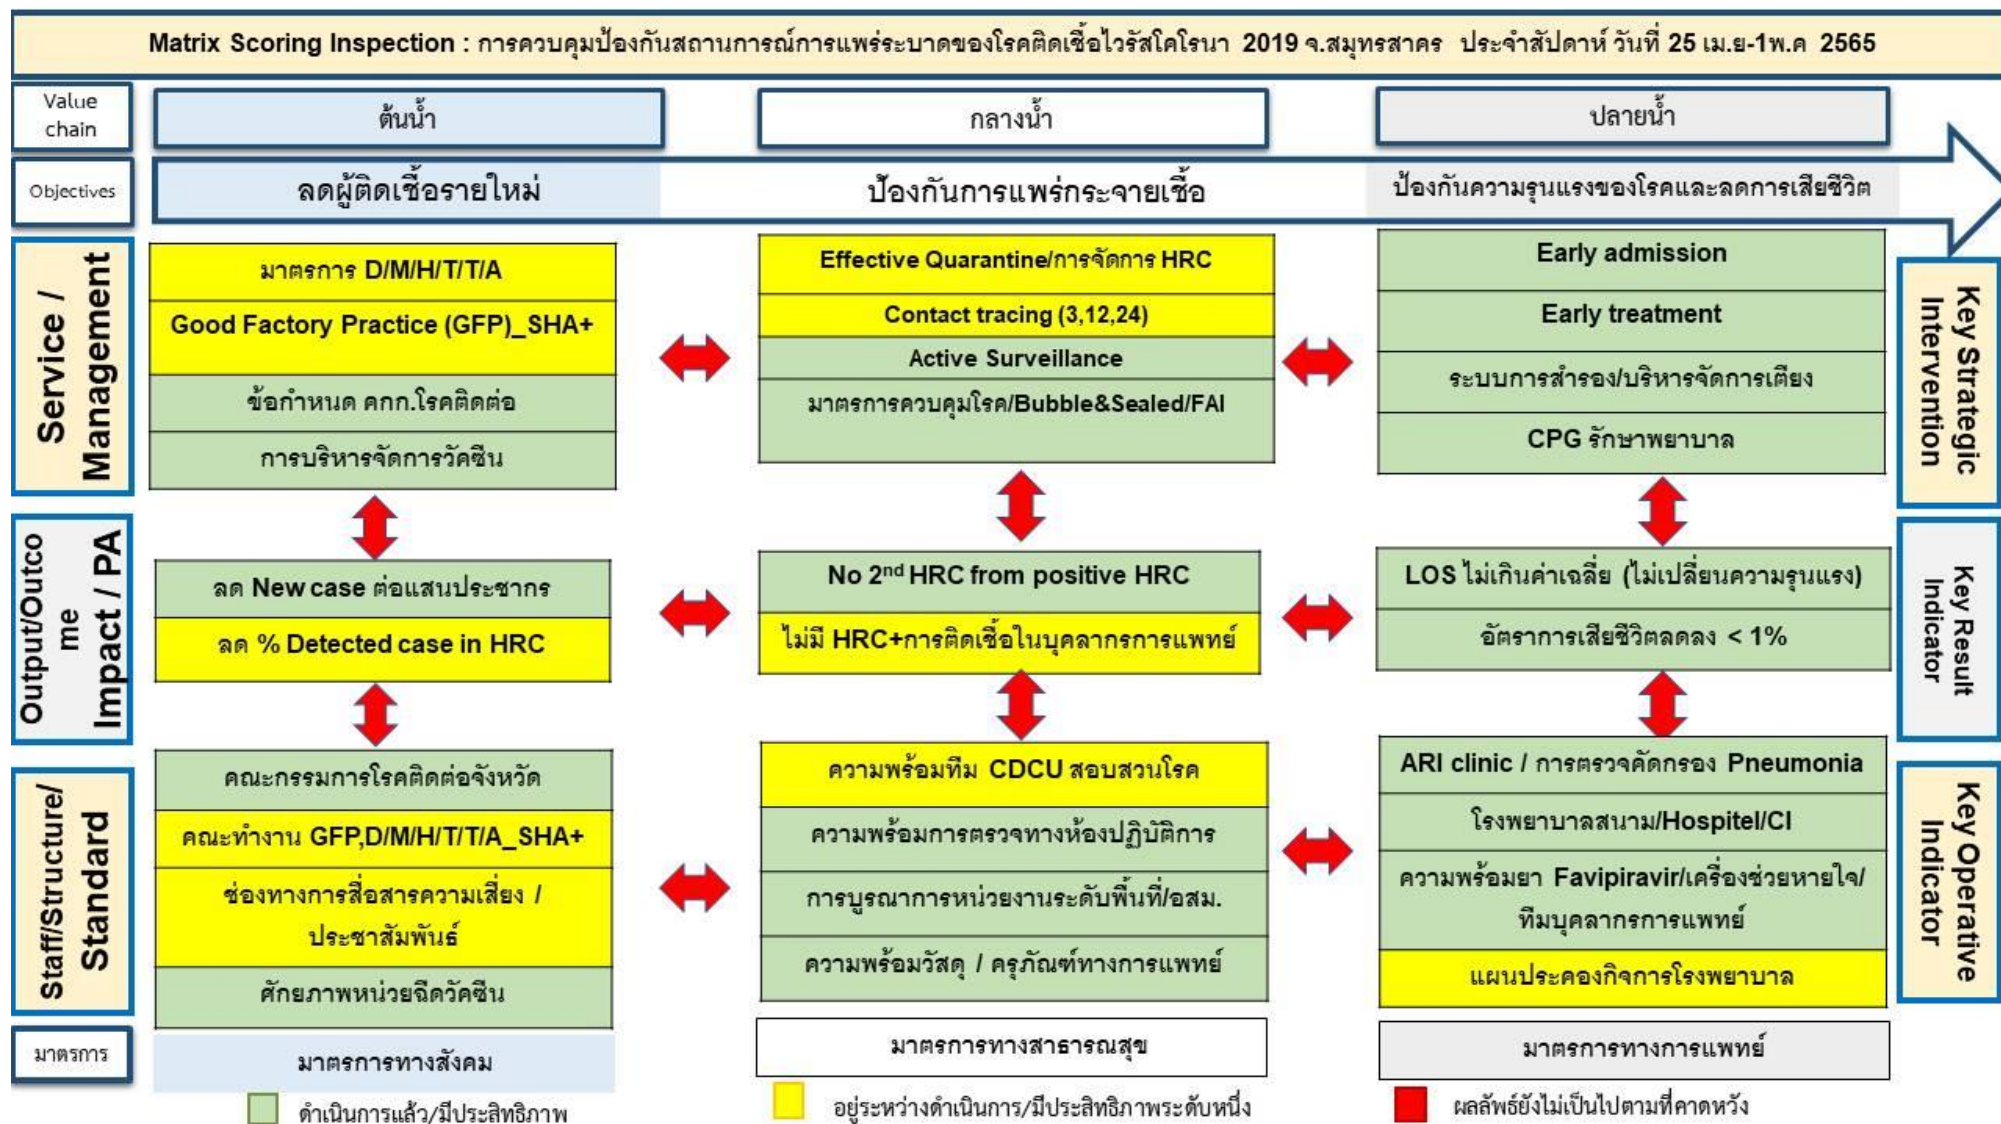 Matrix Scoring Inspection : การควบคุมป้องกันสถานการณ์การแพร่ระบาดของโรคติดเชื้อไวรัสโคโรนา 2019 จ.สมุทรสาคร ประจำสัปดาห์ วันที่ 25 เม.ย-1พ.ค 2565
Value
chain
ต้นน้ำ
กลางน้ำ
ปลายน้ำ
Objectives
ลดผู้ติดเชื้อรายใหม่
ป้องกันการแพร่กระจายเชื้อ
ป้องกันความรุนแรงของโรคและลดการเสียชีวิต
Service /
Management
มาตรการ D/M/H/T/T/A
Good Factory Practice (GFP)_SHA+
ข้อกำหนด คกก.โรคติดต่อ
การบริหารจัดการวัคซีน
Effective Quarantine/การจัดการ HRC
Contact tracing (3,12,24)
Active Surveillance
มาตรการควบคุมโรค/Bubble&Sealed/FAI
Early admission
Early treatment
ระบบการสำรอง/บริหารจัดการเตียง
CPG รักษาพยาบาล
Key Strategic
Intervention
Output/Outco
me
Impact / PA
ลด New case ต่อแสนประชากร
ลด % Detected case in HRC
No 2nd HRC from positive HRC
ไม่มี HRC+การติดเชื้อในบุคลากรการแพทย์
LOS ไม่เกินค่าเฉลี่ย (ไม่เปลี่ยนความรุนแรง)
อัตราการเสียชีวิตลดลง < 1%
Key Result
Indicator
Staff/Structure/
Standard
คณะกรรมการโรคติดต่อจังหวัด
คณะทำงาน GFP,D/M/H/T/T/A_SHA+
ช่องทางการสื่อสารความเสี่ยง /
ประชาสัมพันธ์
ศักยภาพหน่วยฉีดวัคซีน
ความพร้อมทีม CDCU สอบสวนโรค
ความพร้อมการตรวจทางห้องปฏิบัติการ
การบูรณาการหน่วยงานระดับพื้นที่/อสม.
ความพร้อมวัสดุ / ครุภัณฑ์ทางการแพทย์
ARI clinic / การตรวจคัดกรอง Pneumonia
โรงพยาบาลสนาม/Hospitel/CI
ความพร้อมยา Favipiravir/เครื่องช่วยหายใจ/
ทีมบุคลากรการแพทย์
แผนประคองกิจการโรงพยาบาล
Key Operative
Indicator
มาตรการ
มาตรการทางสังคม
มาตรการทางสาธารณสุข
มาตรการทางการแพทย์
ดำเนินการแล้ว/มีประสิทธิภาพ
อยู่ระหว่างดำเนินการ/มีประสิทธิภาพระดับหนึ่ง
ผลลัพธ์ยังไม่เป็นไปตามที่คาดหวัง